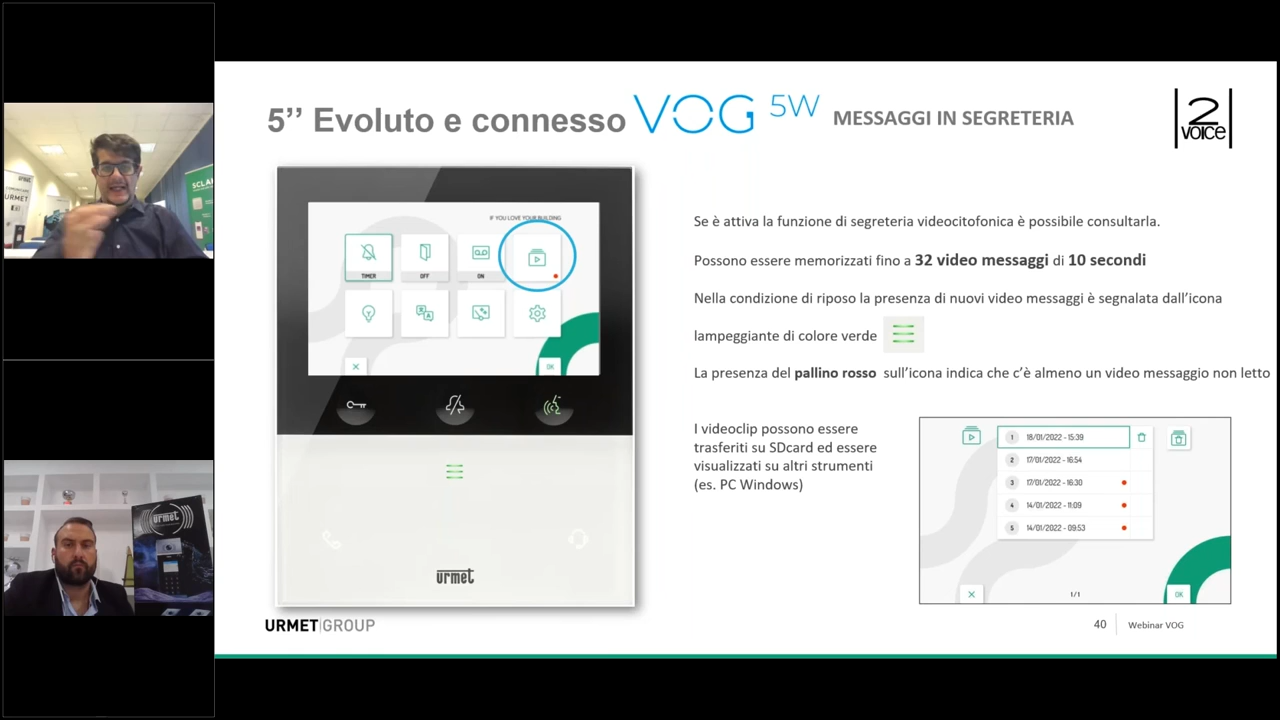 5’’ Evoluto e connesso VOG 5W MESSAGGI IN SEGRETERIA
2
VOICE
IF YOU LOVE YOUR BUILDING
TIMER
OFF
ON
OK
urmet
URMET GROUP
Se è attiva la funzione di segreteria videocitofonica è possibile consultarla.
Possono essere memorizzati fino a 32 video messaggi di 10 secondi
Nella condizione di riposo la presenza di nuovi video messaggi è segnalata dall’icona
lampeggiante di colore verde
La presenza del pallino rosso sull’icona indica che c’è almeno un video messaggio non letto
I videoclip possono essere
trasferiti su SDcard ed essere
visualizzati su altri strumenti
(es. PC Windows)
1 18/01/2022 - 15:39
2 17/01/2022 - 16:54
3 17/01/2022 - 16:30
4 14/01/2022 - 11:09
5 14/01/2022 - 09:53
1/1
OK
40
Webinar VOG
urmet
URMET
SCLAK
urmet